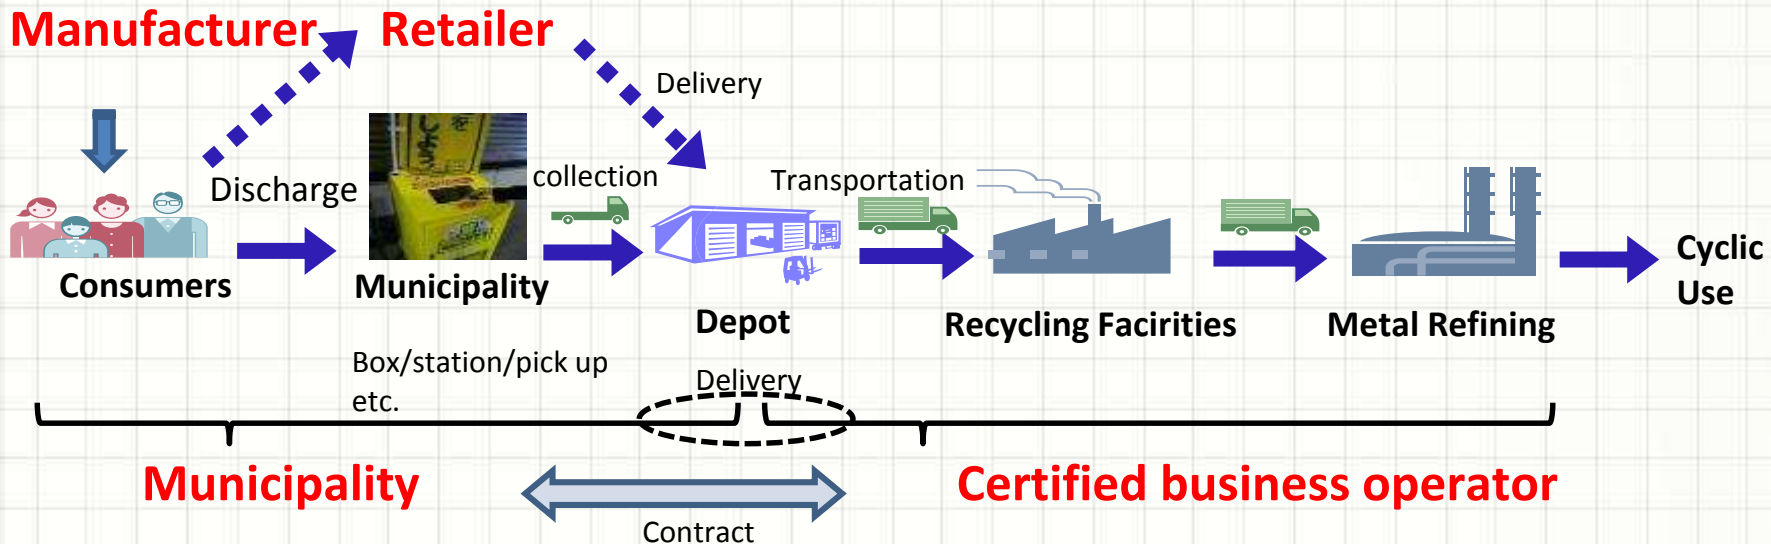 Manufacturer
Retailer
Delivery
Discharge
collection
Transportation
Consumers
Municipality
Depot
Recycling Facirities
Metal Refining
Cyclic
Use
Box/station/pick up
etc.
Delivery
Municipality
Certified business operator
Contract